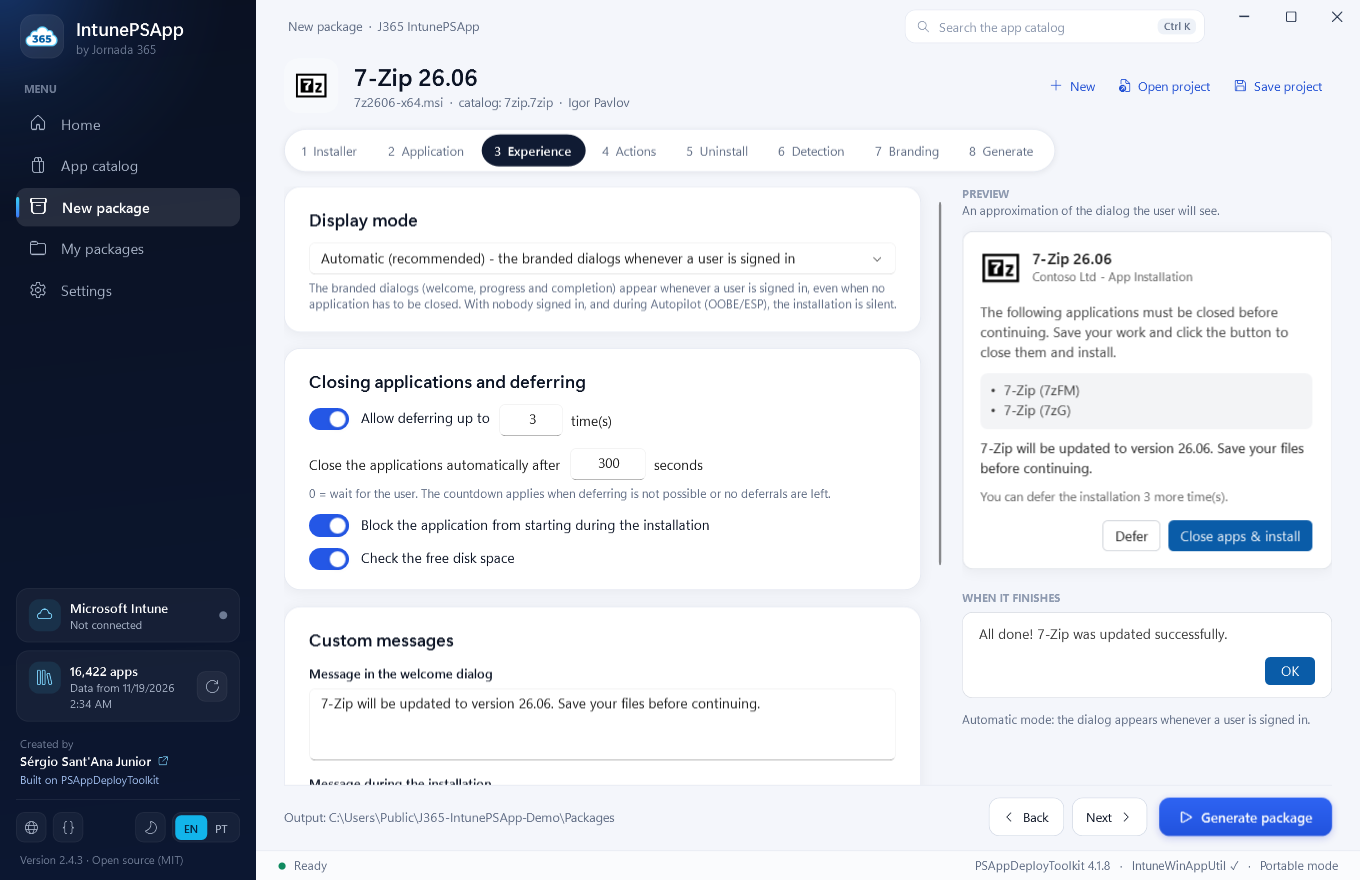 365
IntunePSApp
by Jornada 365
MENU
Home
App catalog
New package
My packages
Settings
Microsoft Intune
Not connected
16,422 apps
Data from 11/19/2026
2:34 AM
Created by
Sérgio Sant'Ana Junior
Built on PSAppDeployToolkit
{}
EN
PT
Version 2.4.3 · Open source (MIT)
New package · J365 IntunePSApp
Search the app catalog
Ctrl K
7z
7-Zip 26.06
7z2606-x64.msi · catalog: 7zip.7zip · Igor Pavlov
New
Open project
Save project
1 Installer
2 Application
3 Experience
4 Actions
5 Uninstall
6 Detection
7 Branding
8 Generate
Display mode
Automatic (recommended) - the branded dialogs whenever a user is signed in
The branded dialogs (welcome, progress and completion) appear whenever a user is signed in, even when no
application has to be closed. With nobody signed in, and during Autopilot (OOBE/ESP), the installation is silent.
Closing applications and deferring
Allow deferring up to 3 time(s)
Close the applications automatically after 300 seconds
0 = wait for the user. The countdown applies when deferring is not possible or no deferrals are left.
Block the application from starting during the installation
Check the free disk space
Custom messages
Message in the welcome dialog
7-Zip will be updated to version 26.06. Save your files before continuing.
Message during the installation
PREVIEW
An approximation of the dialog the user will see.
7z
7-Zip 26.06
Contoso Ltd - App Installation
The following applications must be closed before
continuing. Save your work and click the button to
close them and install.
• 7-Zip (7zFM)
• 7-Zip (7zG)
7-Zip will be updated to version 26.06. Save your files
before continuing.
You can defer the installation 3 more time(s).
Defer
Close apps & install
WHEN IT FINISHES
All done! 7-Zip was updated successfully.
OK
Automatic mode: the dialog appears whenever a user is signed in.
Output: C:\Users\Public\J365-IntunePSApp-Demo\Packages
Back
Next
Generate package
Ready
PSAppDeployToolkit 4.1.8 · IntuneWinAppUtil ✓ · Portable mode